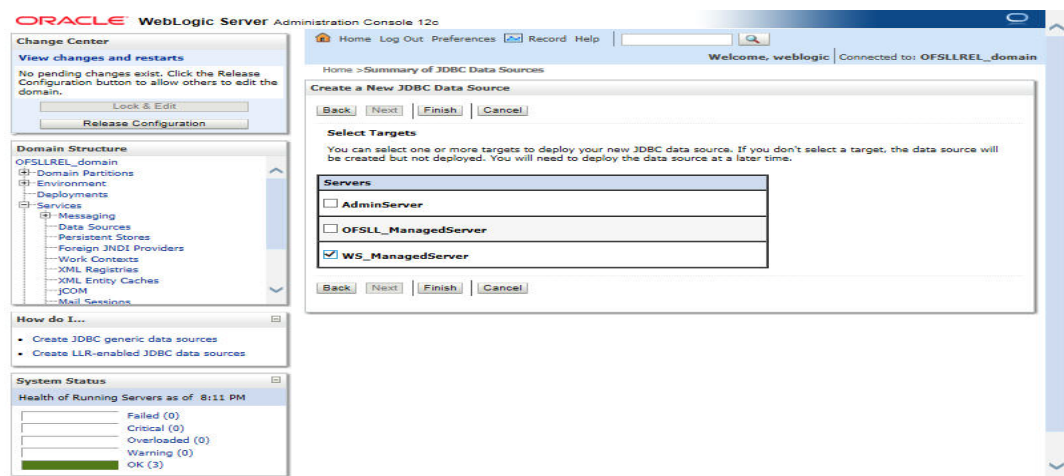 ORACLE WebLogic Server Administration Console 12c
Change Center
View changes and restarts
No pending changes exist. Click the Release
Configuration button to allow others to edit the
domain.
Lock & Edit
Release Configuration
Domain Structure
OFSLLREL_domain
Domain Partitions
Environment
Deployments
Services
Messaging
Data Sources
Persistent Stores
Foreign JNDI Providers
Work Contexts
XML Registries
XML Entity Caches
jCOM
Mail Sessions
How do I...
Create JDBC generic data sources
Create LLR-enabled JDBC data sources
System Status
Health of Running Servers as of 8:11 PM
Failed (0)
Critical (0)
Overloaded (0)
Warning (0)
OK (3)
Home Log Out Preferences Record Help
Welcome, weblogic Connected to: OFSLLREL_domain
Home >Summary of JDBC Data Sources
Create a New JDBC Data Source
Back Next Finish Cancel
Select Targets
You can select one or more targets to deploy your new JDBC data source. If you don't select a target, the data source will
be created but not deployed. You will need to deploy the data source at a later time.
Servers
AdminServer
OFSLL_ManagedServer
WS_ManagedServer
Back Next Finish Cancel